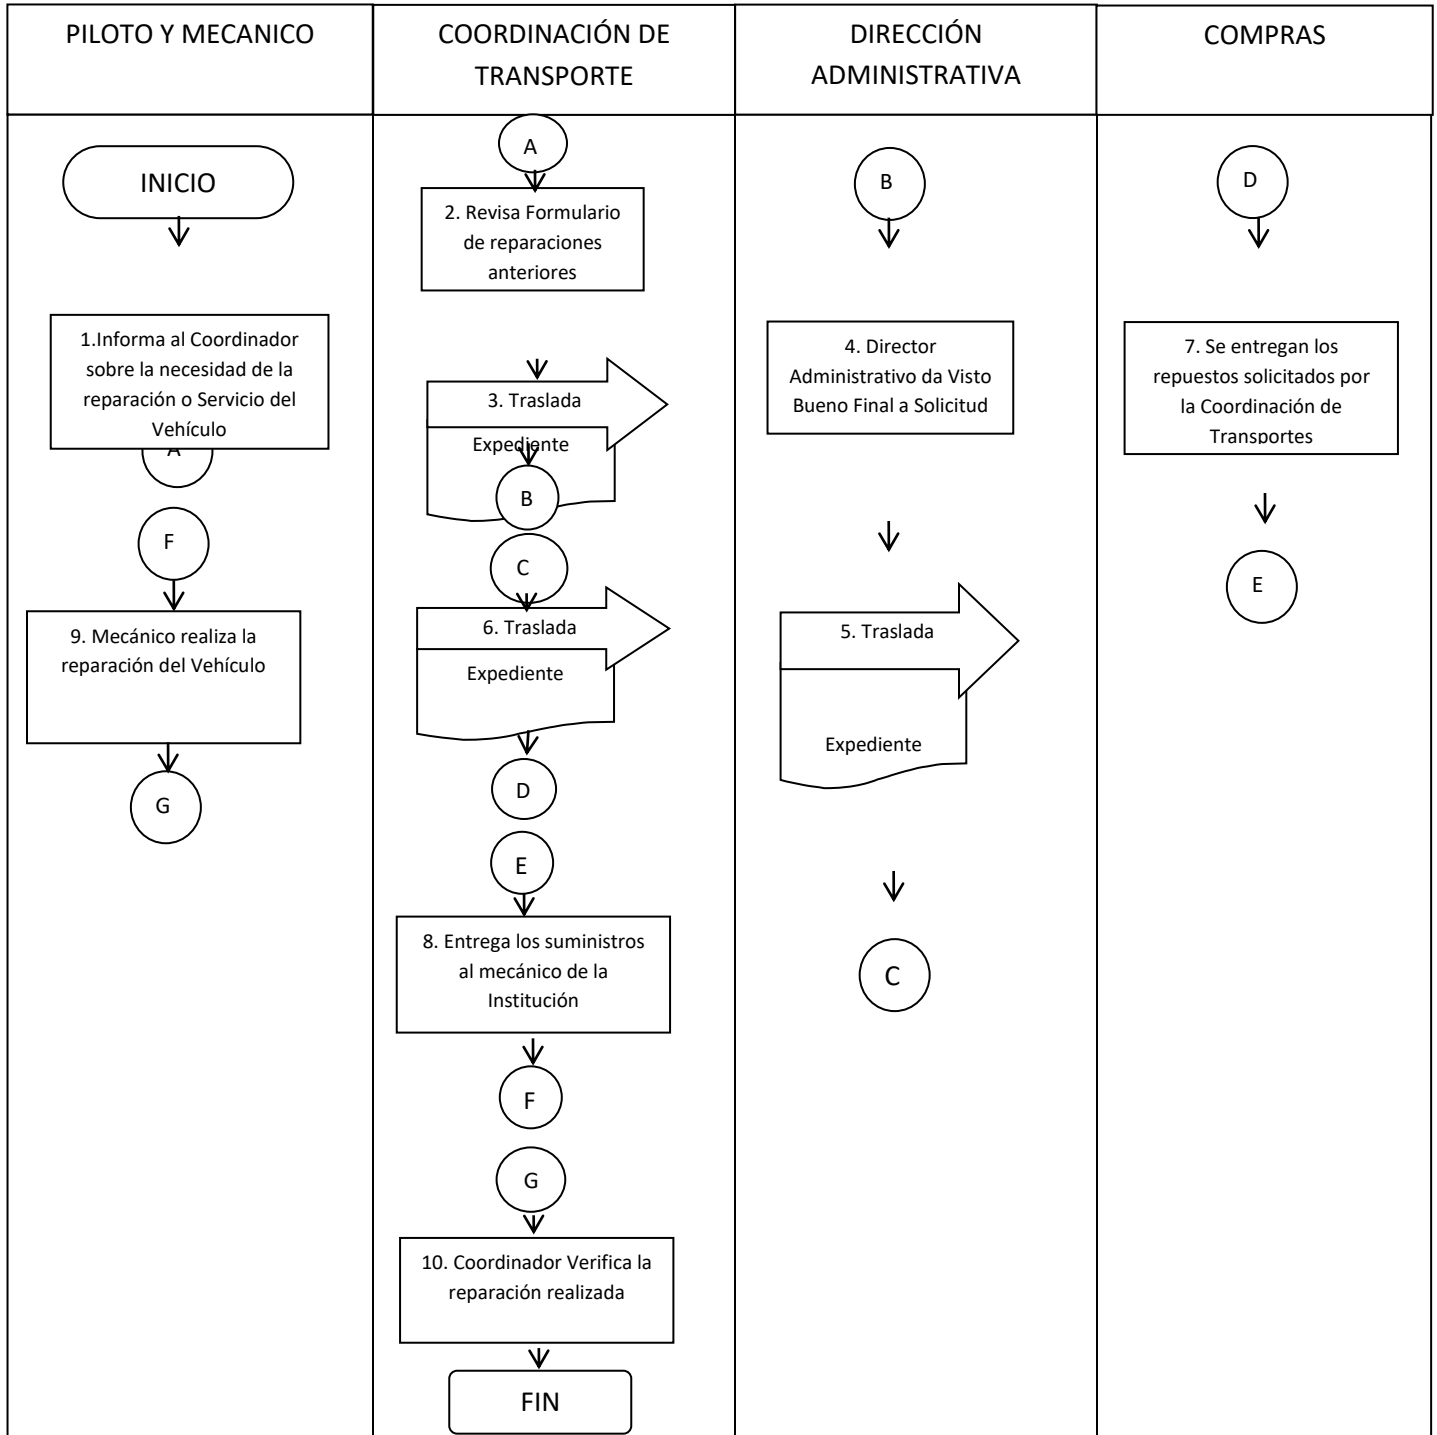 PILOTO Y MECANICO
COORDINACIÓN DE
TRANSPORTE
DIRECCIÓN
ADMINISTRATIVA
COMPRAS
INICIO
1.Informa al Coordinador
sobre la necesidad de la
reparación o Servicio del
Vehículo
A
F
9. Mecánico realiza la
reparación del Vehículo
G
A
2. Revisa Formulario
de reparaciones
anteriores
3. Traslada
Expediente
B
C
6. Traslada
Expediente
D
E
8. Entrega los suministros
al mecánico de la
Institución
F
G
10. Coordinador Verifica la
reparación realizada
FIN
B
4. Director
Administrativo da Visto
Bueno Final a Solicitud
5. Traslada
Expediente
C
D
7. Se entregan los
repuestos solicitados por
la Coordinación de
Transportes
E